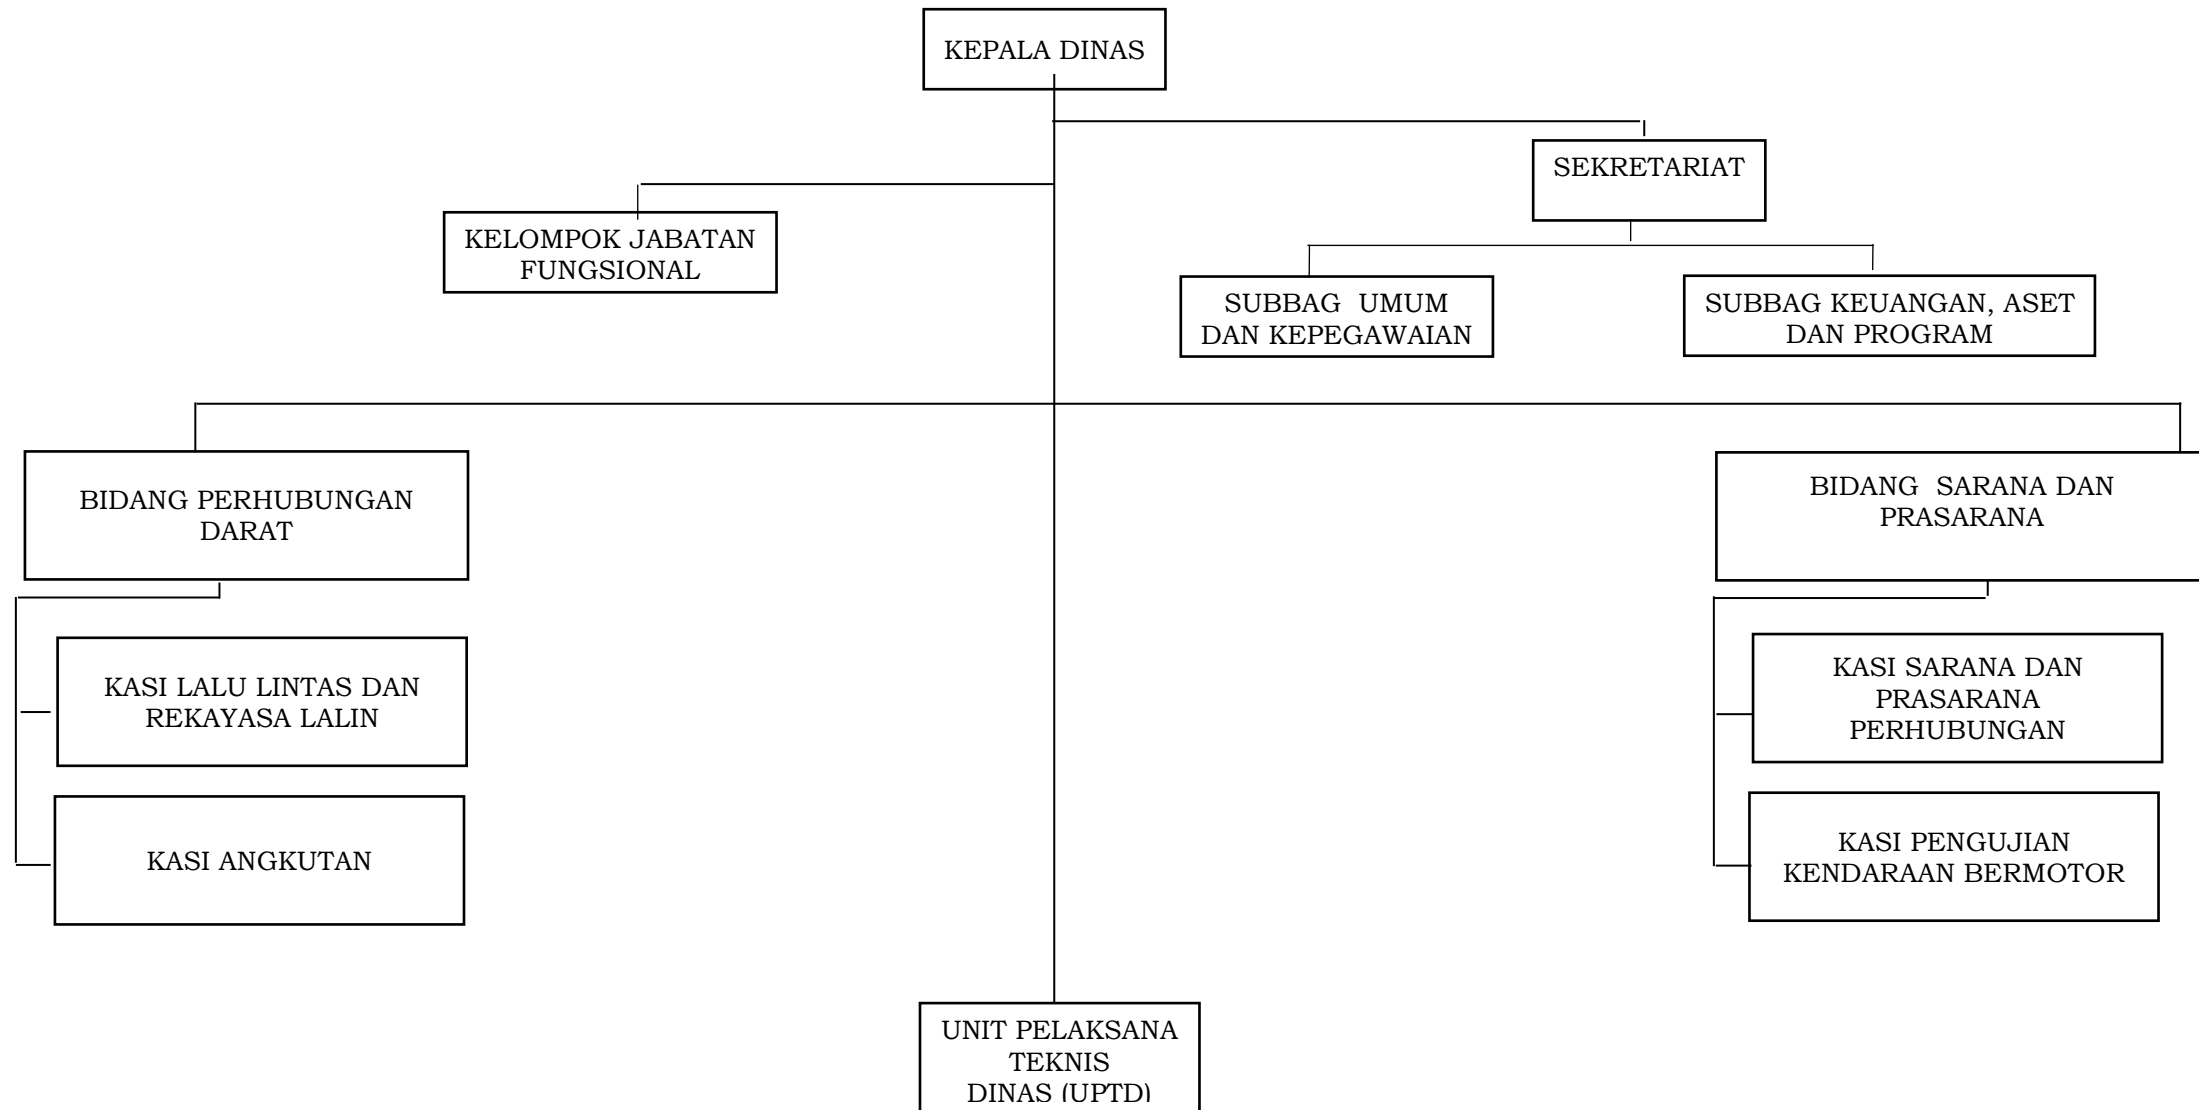 KEPALA DINAS
SEKRETARIAT
KELOMPOK JABATAN
FUNGSIONAL
SUBBAG  UMUM
DAN KEPEGAWAIAN
SUBBAG KEUANGAN, ASET
DAN PROGRAM
BIDANG PERHUBUNGAN
DARAT
BIDANG  SARANA DAN
PRASARANA
KASI LALU LINTAS DAN
REKAYASA LALIN
KASI SARANA DAN
PRASARANA
PERHUBUNGAN
KASI ANGKUTAN
KASI PENGUJIAN
KENDARAAN BERMOTOR
UNIT PELAKSANA
TEKNIS
DINAS (UPTD)